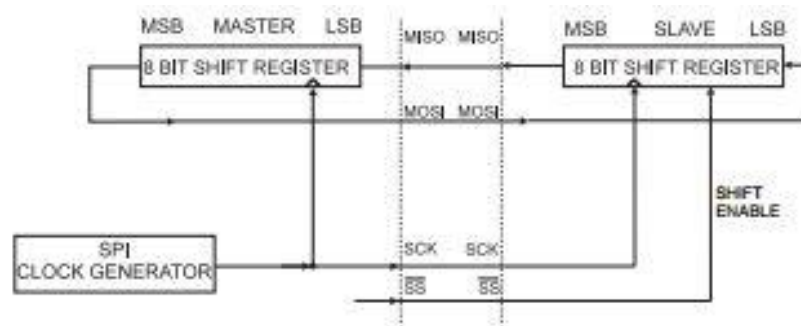 MSB MASTER LSB
MISO MISO
MSB SLAVE LSB
8 BIT SHIFT REGISTER
8 BIT SHIFT REGISTER
MOSI MOSI
SHIFT
ENABLE
SPI
CLOCK GENERATOR
SCK SCK
SS SS